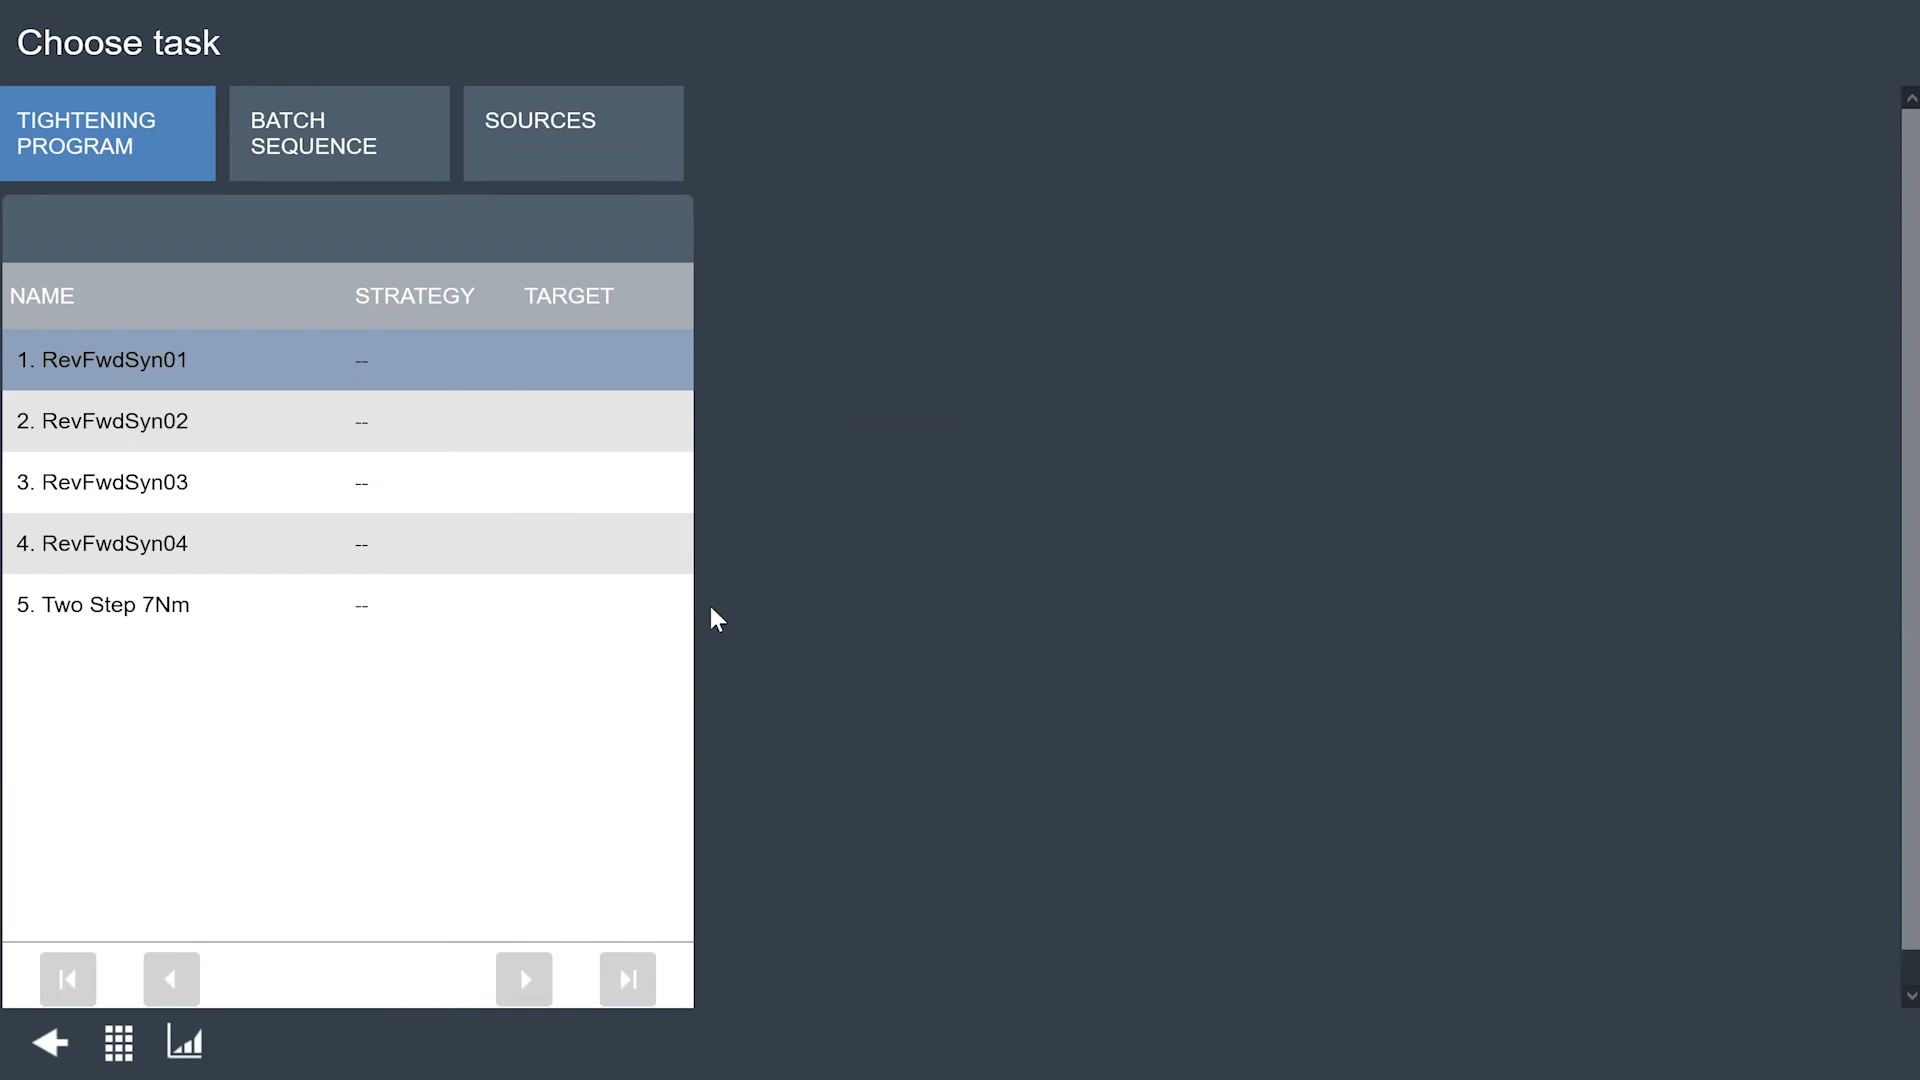 Choose task
TIGHTENING
PROGRAM
BATCH
SEQUENCE
SOURCES
NAME STRATEGY TARGET
1. RevFwdSyn01 --
2. RevFwdSyn02 --
3. RevFwdSyn03 --
4. RevFwdSyn04 --
5. Two Step 7Nm --